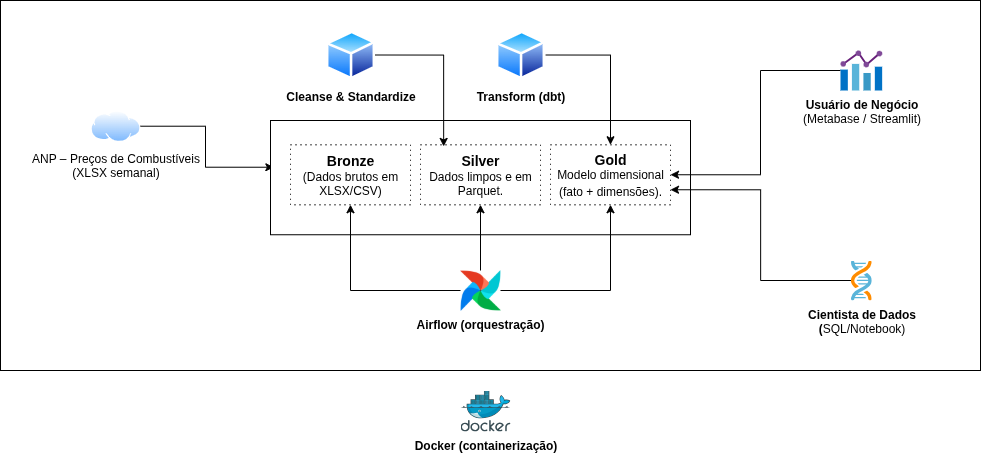 Cleanse & Standardize
Transform (dbt)
ANP – Preços de Combustíveis
(XLSX semanal)
Bronze
(Dados brutos em
XLSX/CSV)
Silver
Dados limpos e em
Parquet.
Gold
Modelo dimensional
(fato + dimensões).
Usuário de Negócio
(Metabase / Streamlit)
Airflow (orquestração)
Cientista de Dados
(SQL/Notebook)
docker
Docker (containerização)